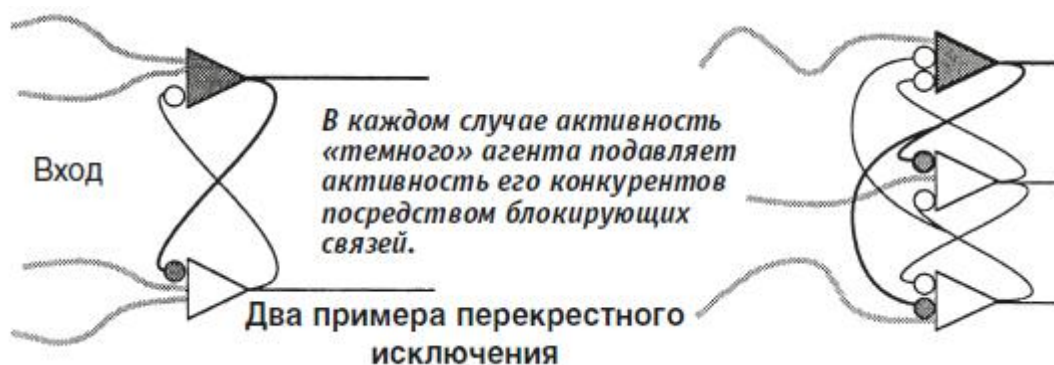 Вход
В каждом случае активность
«темного» агента подавляет
активность его конкурентов
посредством блокирующих
связей.
Два примера перекрестного
исключения